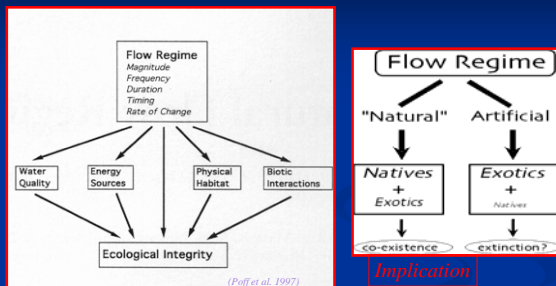 Flow Regime
Magnitude
Frequency
Duration
Timing
Rate of Change
Water
Quality
Energy
Sources
Physical
Habitat
Biotic
Interactions
Ecological Integrity
(Poff et al. 1997)
Flow Regime
"Natural" Artificial
Natives
+
Exotics
Exotics
+
Natives
co-existence
extinction?
Implication